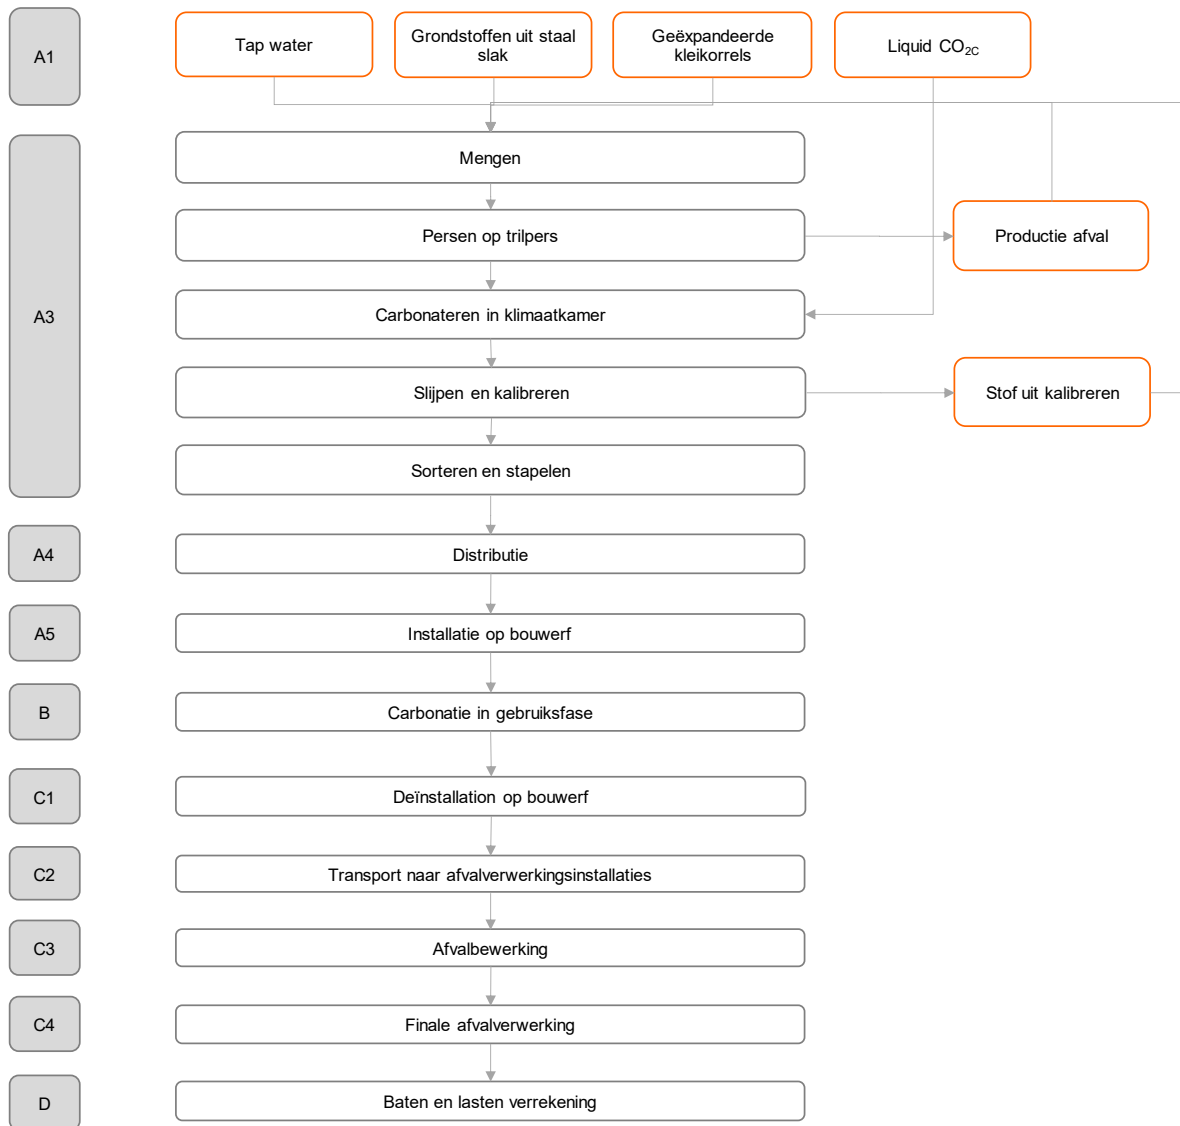 A1
Tap water
Grondstoffen uit staal
slak
Geëxpandeerde
kleikorrels
Liquid CO2C
A3
Mengen
Persen op trilpers
Productie afval
Carbonateren in klimaatkamer
Slijpen en kalibreren
Stof uit kalibreren
Sorteren en stapelen
A4
Distributie
A5
Installatie op bouwerf
B
Carbonatie in gebruiksfase
C1
Deïnstallation op bouwerf
C2
Transport naar afvalverwerkingsinstallaties
C3
Afvalbewerking
C4
Finale afvalverwerking
D
Baten en lasten verrekening